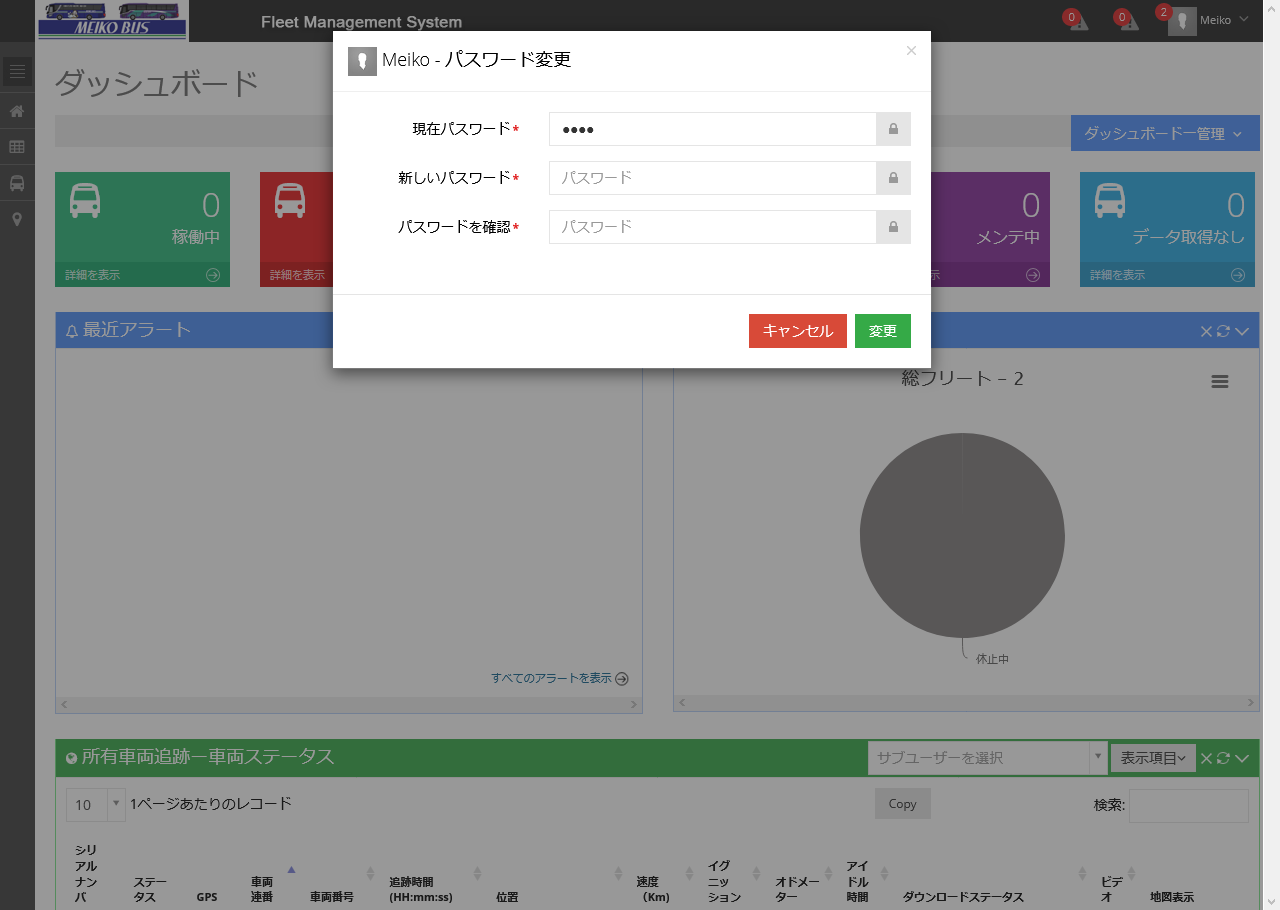 MEIKO BUS
Fleet Management System
0
0
2
Meiko
Meiko - パスワード変更
×
ダッシュボード
現在パスワード*
●●●●
ダッシュボードー管理
新しいパスワード*
パスワード
パスワードを確認*
パスワード
0
稼働中
詳細を表示
詳細を表示
0
メンテ中
示
0
データ取得なし
詳細を表示
キャンセル
変更
最近アラート
総フリート – 2
休止中
すべてのアラートを表示
所有車両追跡ー車両ステータス
サブユーザーを選択
表示項目
10
1ページあたりのレコード
Copy
検索:
シリアルナンバ
ステータス
GPS
車両連番
車両番号
追跡時間(HH:mm:ss)
位置
速度(Km)
イグニッション
オドメーター
アイドル時間
ダウンロードステータス
ビデオ
地図表示